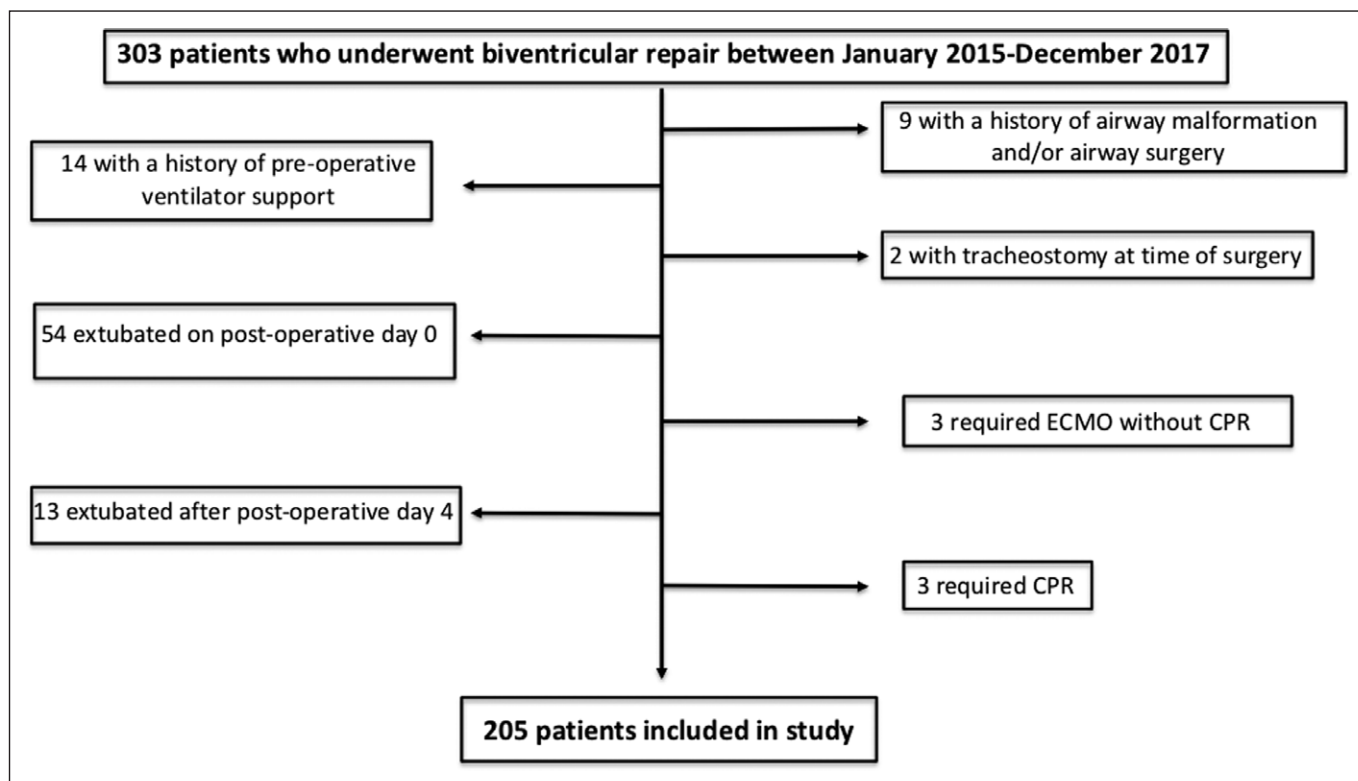 303 patients who underwent biventricular repair between January 2015-December 2017
9 with a history of airway malformation
and/or airway surgery
14 with a history of pre-operative
ventilator support
2 with tracheostomy at time of surgery
54 extubated on post-operative day 0
3 required ECMO without CPR
13 extubated after post-operative day 4
3 required CPR
205 patients included in study